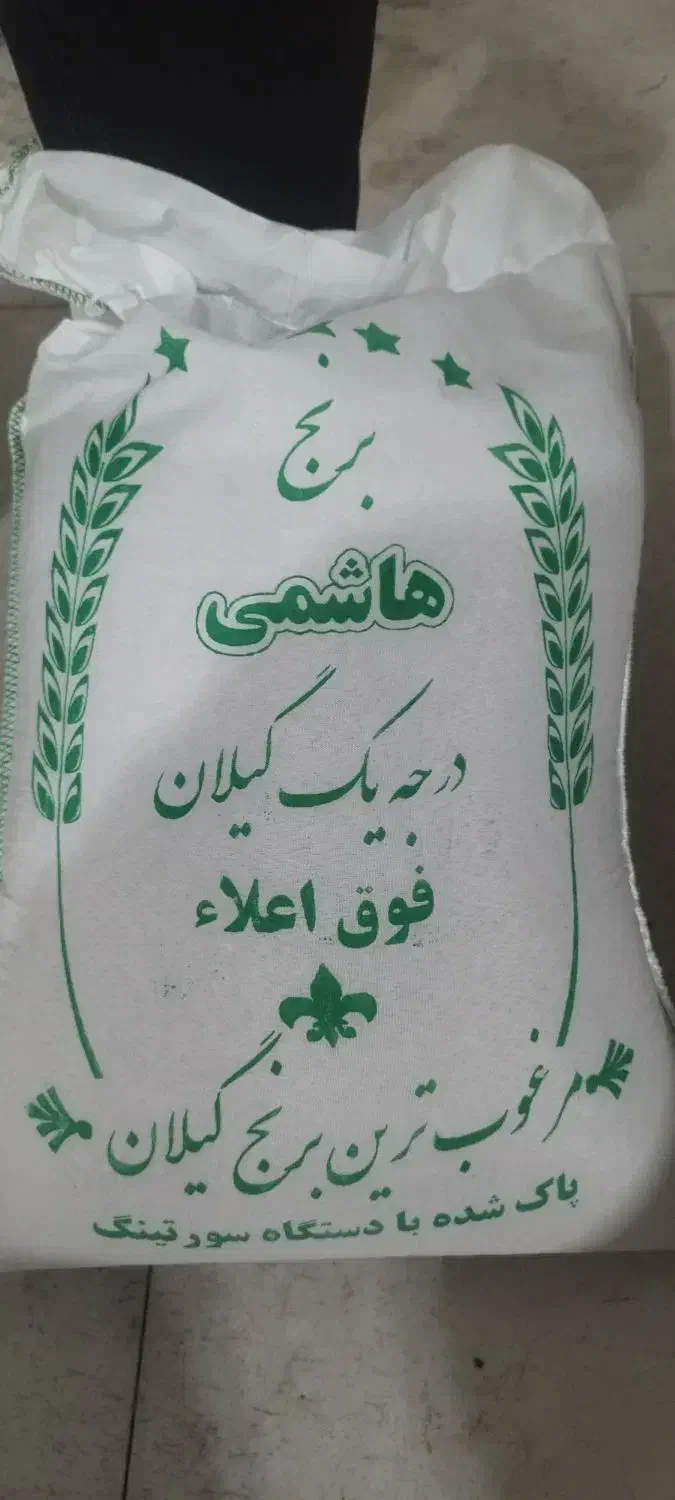 برنج
هاشمی
درجه یک گیلان
فوق اعلاء
مرغوب ترین برنج گیلان
پاک شده با دستگاه سورتینگ